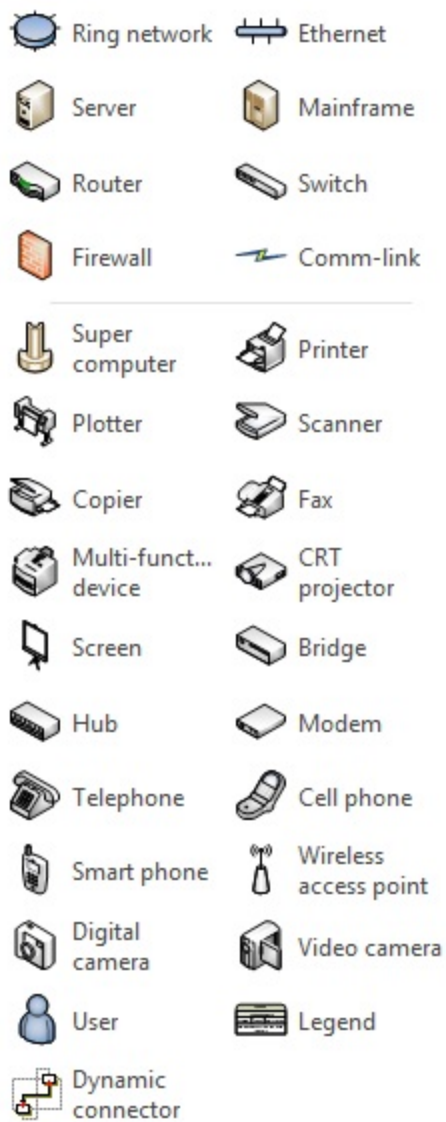 Ring network
Ethernet
Server
Mainframe
Router
Switch
Firewall
Comm-link
Super
computer
Printer
Plotter
Scanner
Copier
Fax
Multi-funct...
device
CRT
projector
Screen
Bridge
Hub
Modem
Telephone
Cell phone
Smart phone
Wireless
access point
Digital
camera
Video camera
User
Legend
Dynamic
connector